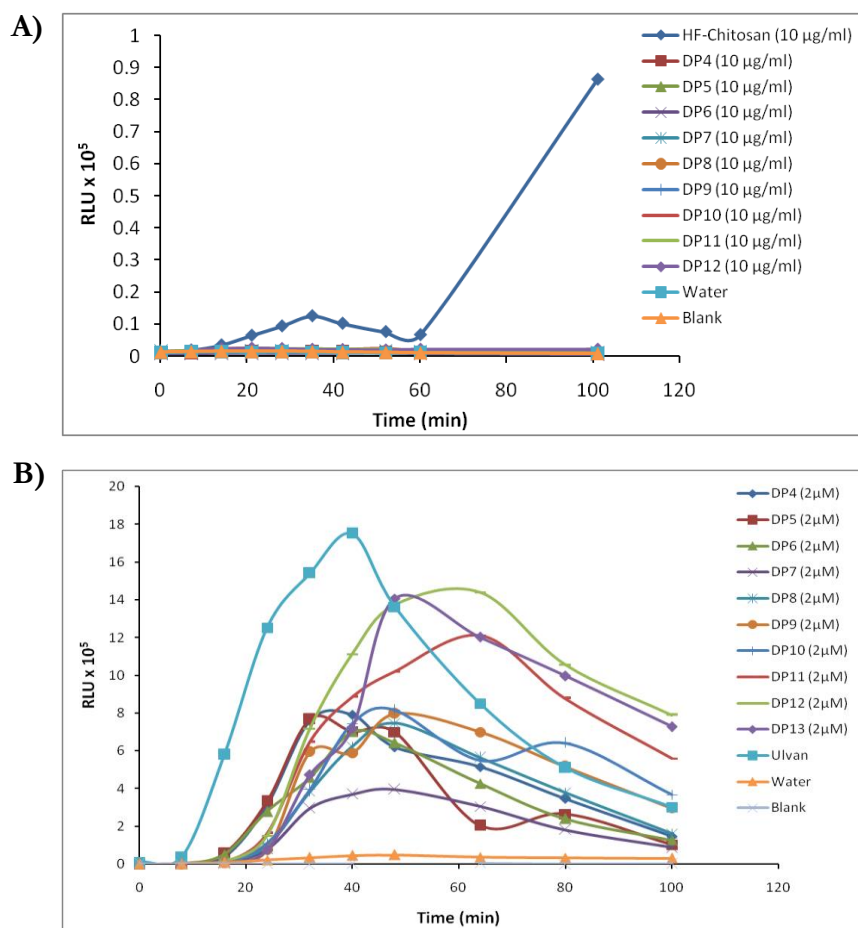 A)
RLU x 10⁵
1
0.9
0.8
0.7
0.6
0.5
0.4
0.3
0.2
0.1
0
0 20 40 60 80 100 120
Time (min)
HF-Chitosan (10 µg/ml)
DP4 (10 µg/ml)
DP5 (10 µg/ml)
DP6 (10 µg/ml)
DP7 (10 µg/ml)
DP8 (10 µg/ml)
DP9 (10 µg/ml)
DP10 (10 µg/ml)
DP11 (10 µg/ml)
DP12 (10 µg/ml)
Water
Blank
B)
RLU x 10⁵
20
18
16
14
12
10
8
6
4
2
0
0 20 40 60 80 100 120
Time (min)
DP4 (2µM)
DP5 (2µM)
DP6 (2µM)
DP7 (2µM)
DP8 (2µM)
DP9 (2µM)
DP10 (2µM)
DP11 (2µM)
DP12 (2µM)
DP13 (2µM)
Ulvan
Water
Blank